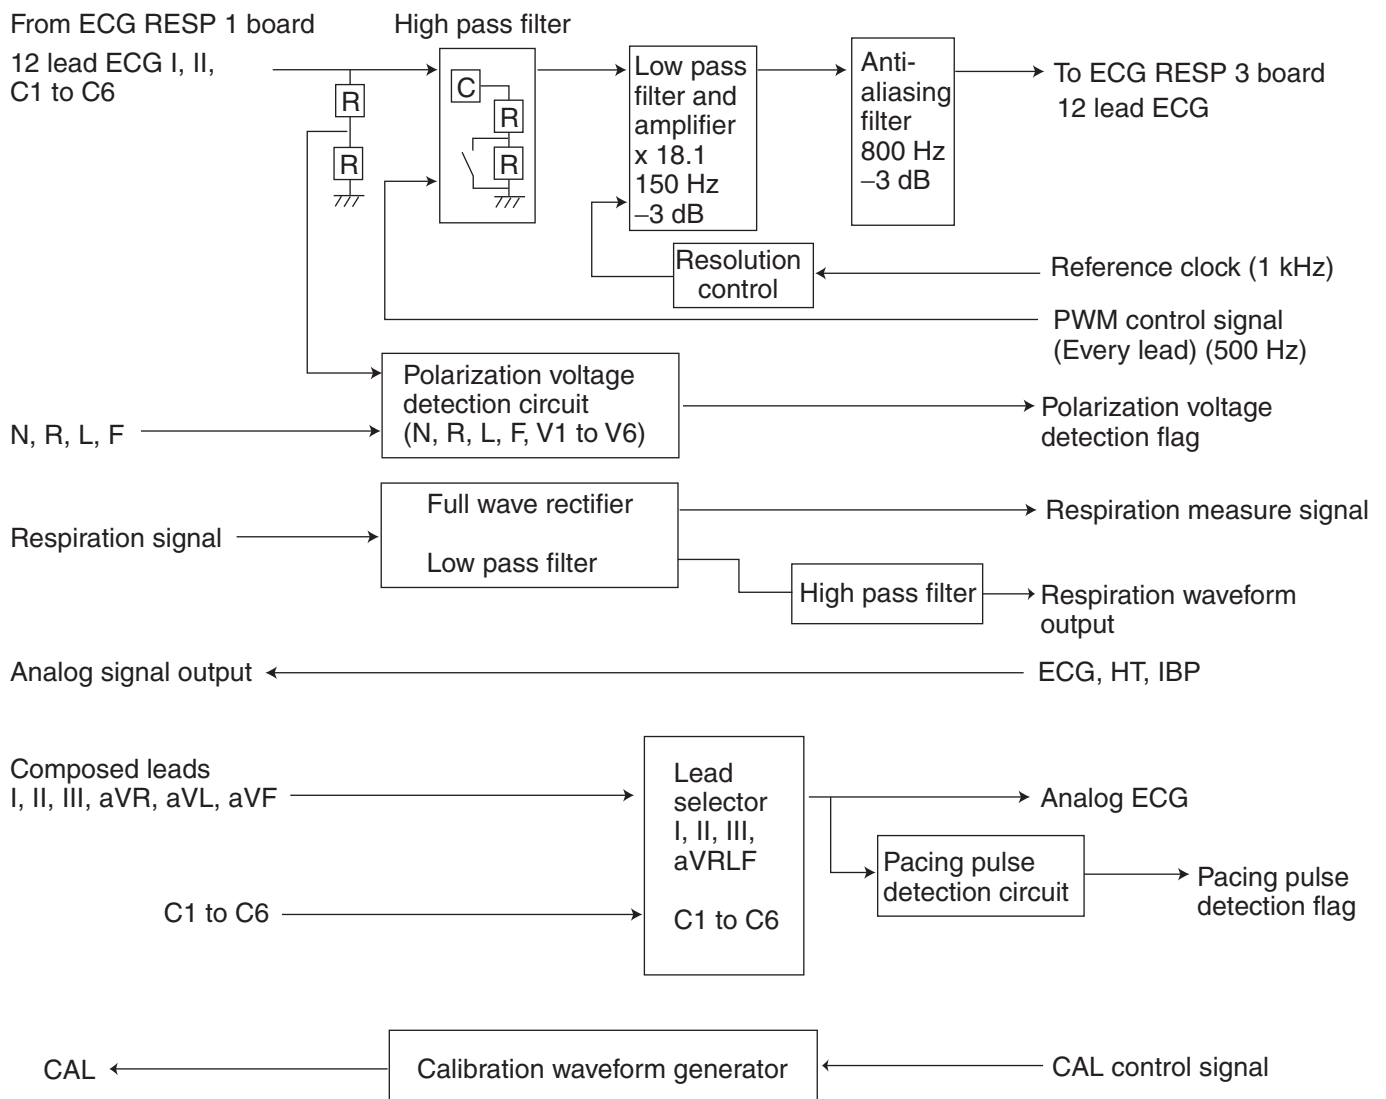 From ECG RESP 1 board
12 lead ECG I, II,
C1 to C6
R
R
High pass filter
C
R
R
Low pass
filter and
amplifier
x 18.1
150 Hz
–3 dB
Anti-
aliasing
filter
800 Hz
–3 dB
To ECG RESP 3 board
12 lead ECG
Resolution
control
Reference clock (1 kHz)
PWM control signal
(Every lead) (500 Hz)
N, R, L, F
Polarization voltage
detection circuit
(N, R, L, F, V1 to V6)
Polarization voltage
detection flag
Respiration signal
Full wave rectifier
Low pass filter
Respiration measure signal
High pass filter
Respiration waveform
output
Analog signal output
ECG, HT, IBP
Composed leads
I, II, III, aVR, aVL, aVF
C1 to C6
Lead
selector
I, II, III,
aVRLF
C1 to C6
Analog ECG
Pacing pulse
detection circuit
Pacing pulse
detection flag
CAL
Calibration waveform generator
CAL control signal